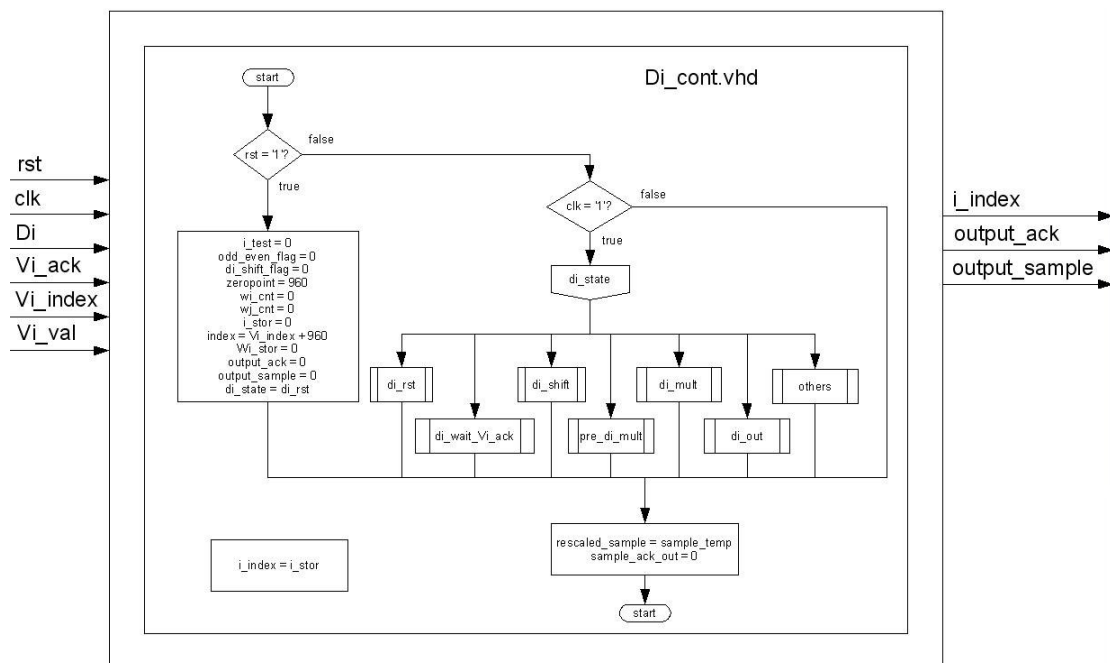 Di_cont.vhd
start
rst = '1'?
false
true
clk = '1'?
false
true
rst
clk
Di
Vi_ack
Vi_index
Vi_val
i_index
output_ack
output_sample
i_test = 0
odd_even_flag = 0
di_shift_flag = 0
zeropoint = 960
wi_cnt = 0
wj_cnt = 0
i_stor = 0
index = Vi_index + 960
Wi_stor = 0
output_ack = 0
output_sample = 0
di_state = di_rst
di_state
di_rst
di_shift
di_mult
others
di_wait_Vi_ack
pre_di_mult
di_out
rescaled_sample = sample_temp
sample_ack_out = 0
i_index = i_stor
start